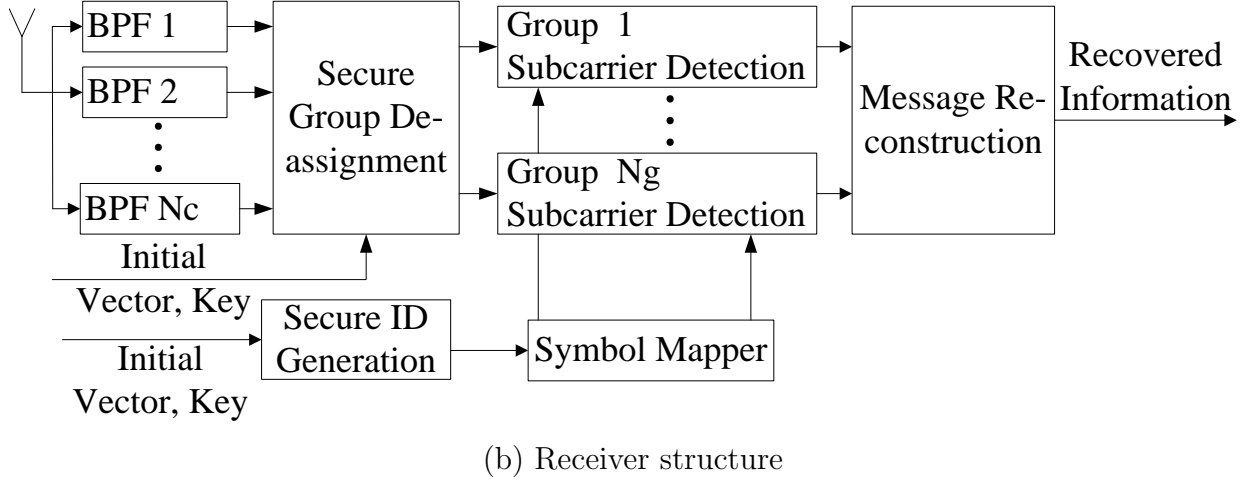 BPF 1
BPF 2
BPF Nc
Secure
Group De-
assignment
Initial
Vector, Key
Group 1
Subcarrier Detection
Group Ng
Subcarrier Detection
Message Re-
construction
Recovered
Information
Initial
Vector, Key
Secure ID
Generation
Symbol Mapper
(b) Receiver structure